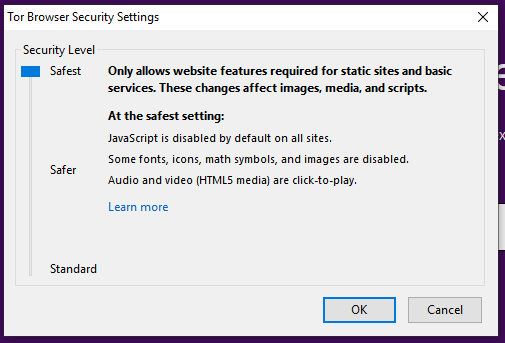 Tor Browser Security Settings
Security Level
Safest
Only allows website features required for static sites and basic
services. These changes affect images, media, and scripts.
At the safest setting:
JavaScript is disabled by default on all sites.
Some fonts, icons, math symbols, and images are disabled.
Safer
Audio and video (HTML5 media) are click-to-play.
Learn more
Standard
OK
Cancel